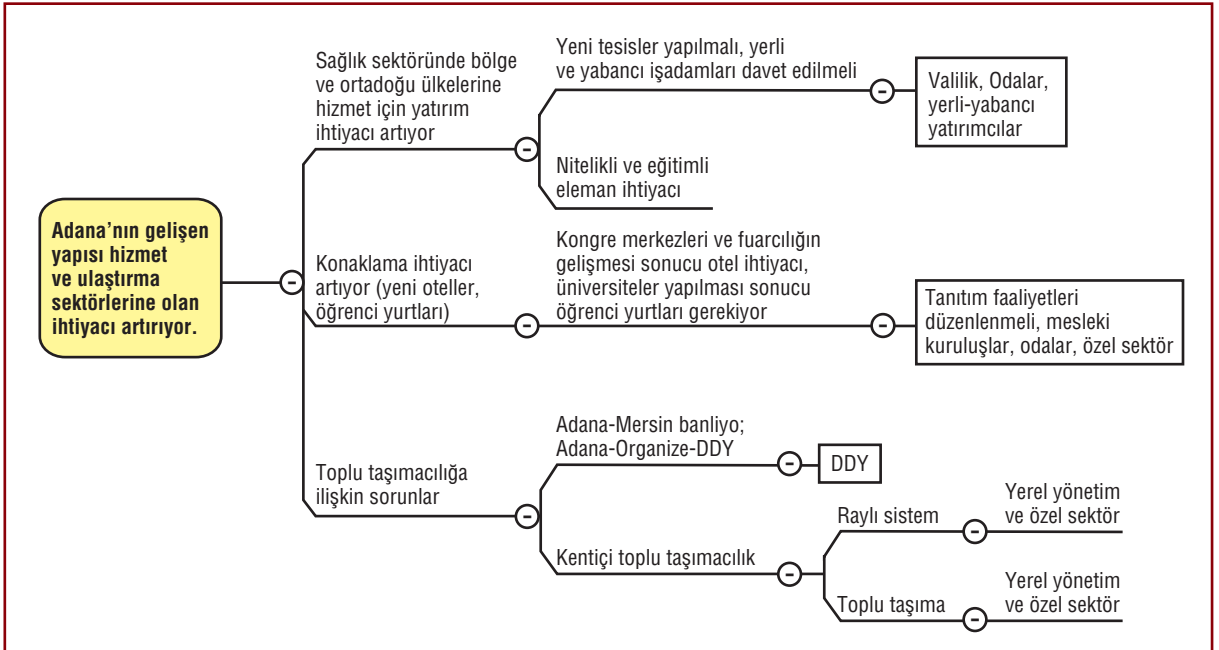 Adana’nın gelişen
yapısı hizmet
ve ulaştırma
sektörlerine olan
ihtiyacı artırıyor.
Sağlık sektöründe bölge
ve ortadoğu ülkelerine
hizmet için yatırım
ihtiyacı artıyor
Yeni tesisler yapılmalı, yerli
ve yabancı işadamları davet edilmeli
Valilik, Odalar,
yerli-yabancı
yatırımcılar
Nitelikli ve eğitimli
eleman ihtiyacı
Konaklama ihtiyacı
artıyor (yeni oteller,
öğrenci yurtları)
Kongre merkezleri ve fuarcılığın
gelişmesi sonucu otel ihtiyacı,
üniversiteler yapılması sonucu
öğrenci yurtları gerekiyor
Tanıtım faaliyetleri
düzenlenmeli, mesleki
kuruluşlar, odalar, özel sektör
Toplu taşımacılığa
ilişkin sorunlar
Adana-Mersin banliyo;
Adana-Organize-DDY
DDY
Kentiçi toplu taşımacılık
Raylı sistem
Yerel yönetim
ve özel sektör
Toplu taşıma
Yerel yönetim
ve özel sektör